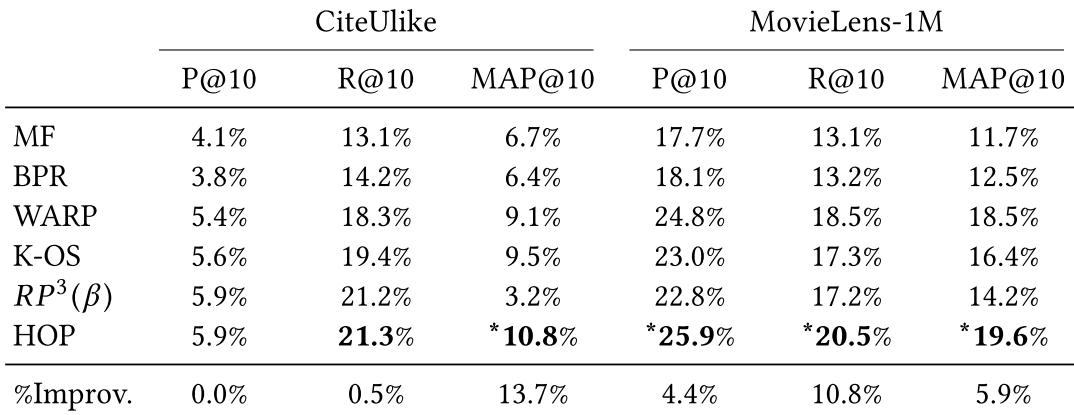 CiteUlike MovieLens-1M
P@10 R@10 MAP@10 P@10 R@10 MAP@10
MF 4.1% 13.1% 6.7% 17.7% 13.1% 11.7%
BPR 3.8% 14.2% 6.4% 18.1% 13.2% 12.5%
WARP 5.4% 18.3% 9.1% 24.8% 18.5% 18.5%
K-OS 5.6% 19.4% 9.5% 23.0% 17.3% 16.4%
RP³(β) 5.9% 21.2% 3.2% 22.8% 17.2% 14.2%
HOP 5.9% 21.3% *10.8% *25.9% *20.5% *19.6%
%Improv. 0.0% 0.5% 13.7% 4.4% 10.8% 5.9%